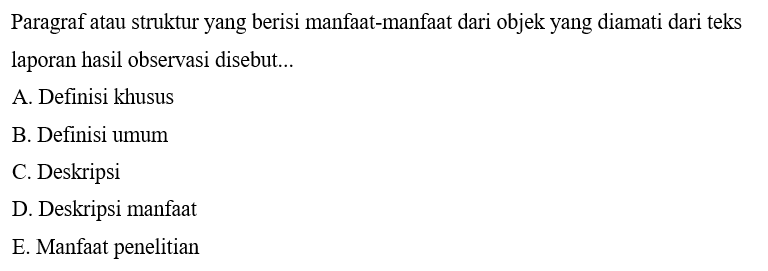 Paragraf atau struktur yang berisi manfaat-manfaat dari objek yang diamati dari teks
laporan hasil observasi disebut...
A. Definisi khusus
B. Definisi umum
C. Deskripsi
D. Deskripsi manfaat
E. Manfaat penelitian